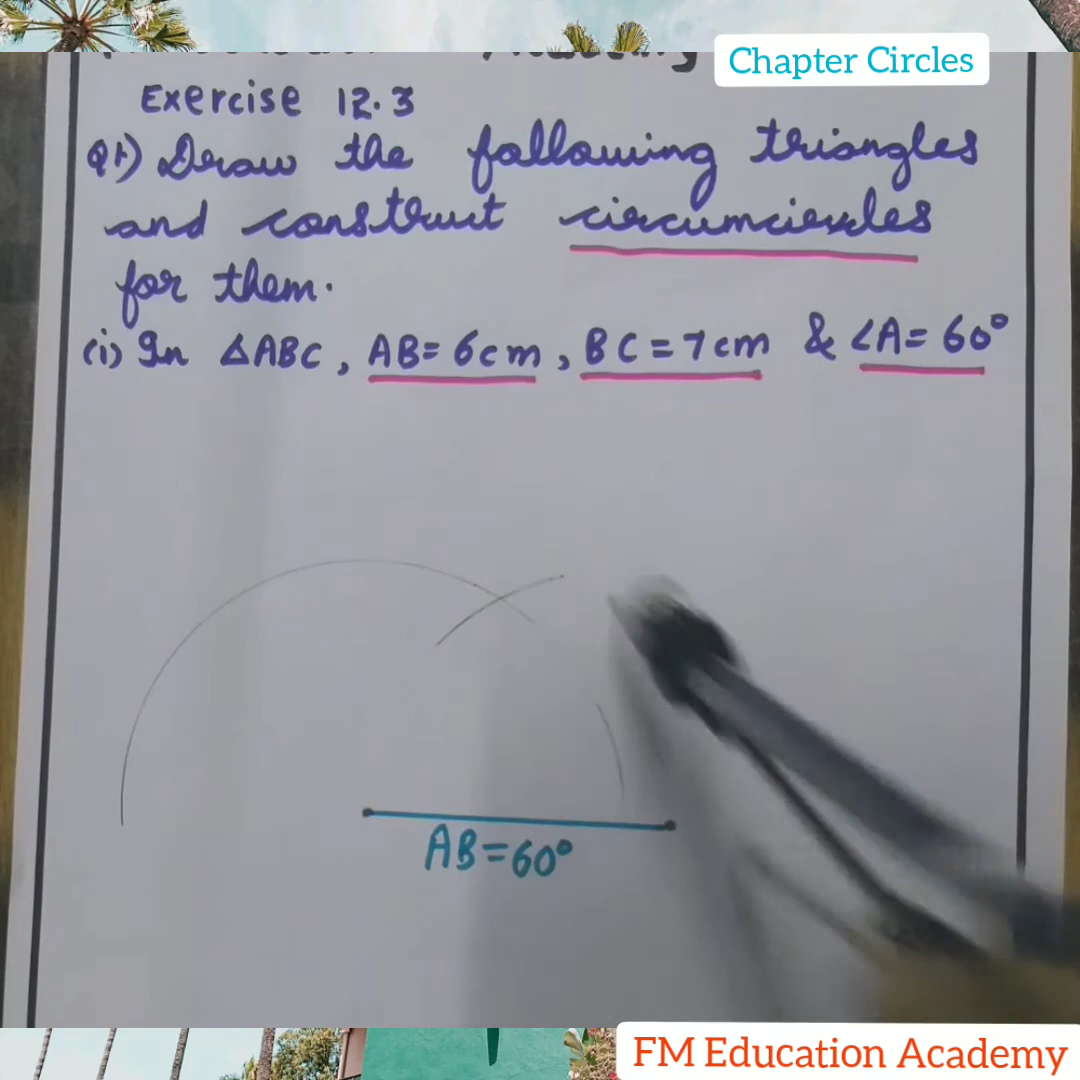 Chapter Circles
Exercise 12.3
Q1) Draw the following triangles
and construct circumcircles
for them.
(i) In ΔABC, AB= 6cm, BC=7cm & ∠A= 60°
AB=60°
FM Education Academy